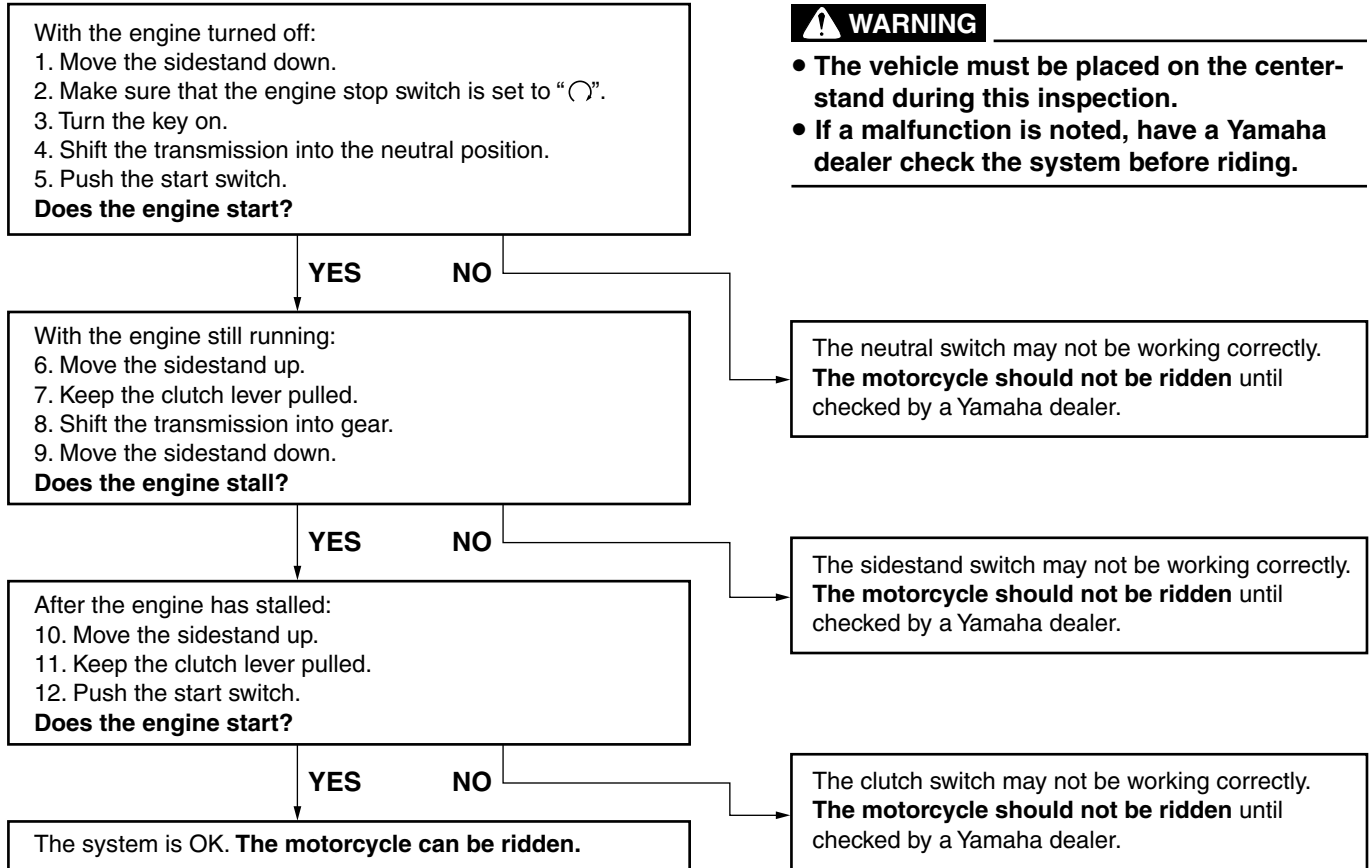 With the engine turned off:
1. Move the sidestand down.
2. Make sure that the engine stop switch is set to “○”.
3. Turn the key on.
4. Shift the transmission into the neutral position.
5. Push the start switch.
Does the engine start?
WARNING
● The vehicle must be placed on the center-
stand during this inspection.
● If a malfunction is noted, have a Yamaha
dealer check the system before riding.
YES NO
With the engine still running:
6. Move the sidestand up.
7. Keep the clutch lever pulled.
8. Shift the transmission into gear.
9. Move the sidestand down.
Does the engine stall?
The neutral switch may not be working correctly.
The motorcycle should not be ridden until
checked by a Yamaha dealer.
YES NO
After the engine has stalled:
10. Move the sidestand up.
11. Keep the clutch lever pulled.
12. Push the start switch.
Does the engine start?
The sidestand switch may not be working correctly.
The motorcycle should not be ridden until
checked by a Yamaha dealer.
YES NO
The system is OK. The motorcycle can be ridden.
The clutch switch may not be working correctly.
The motorcycle should not be ridden until
checked by a Yamaha dealer.